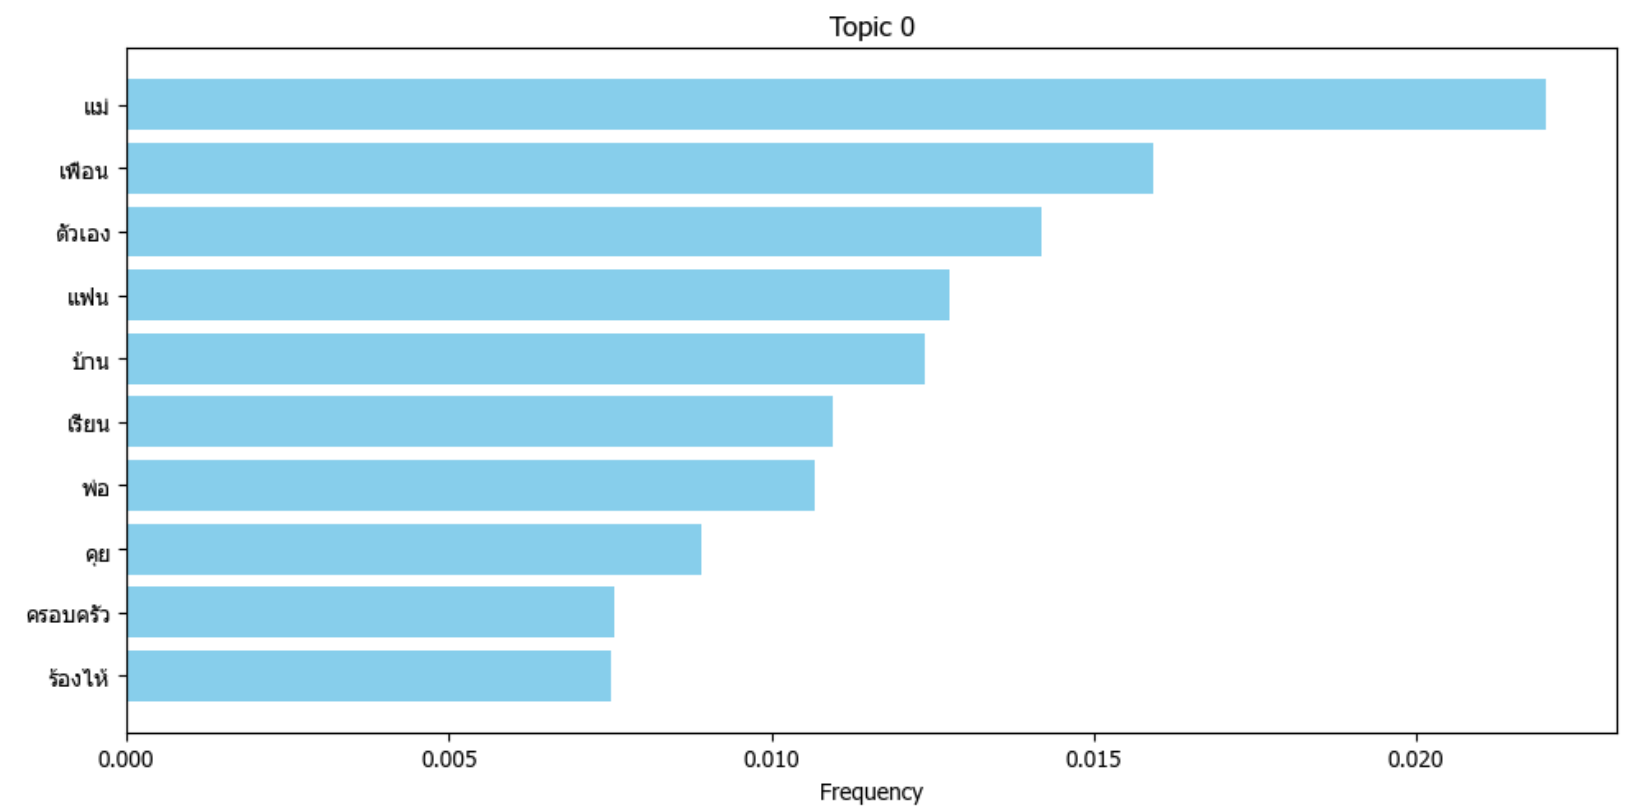 Topic 0
แม่
เพื่อน
ตัวเอง
แฟน
บ้าน
เรียน
พ่อ
คุย
ครอบครัว
ร้องไห้
0.000 0.005 0.010 0.015 0.020
Frequency